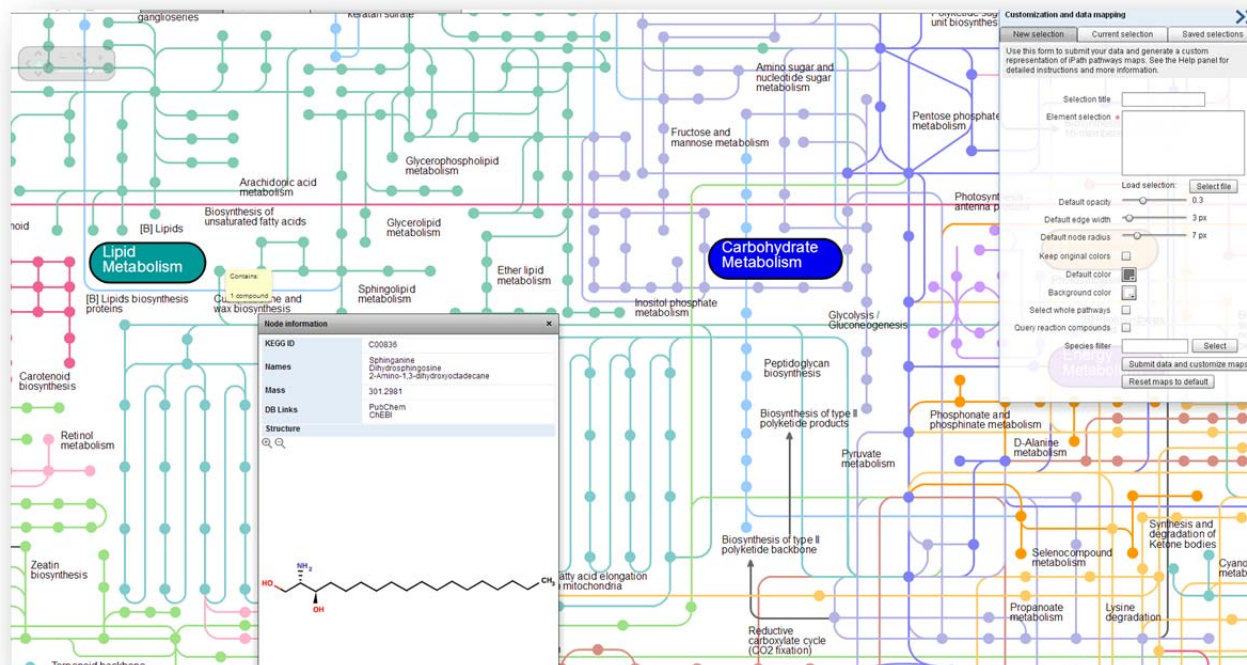 ganglioseries
Keratan sulfate
Amino sugar and
nucleotide sugar
metabolism
Fructose and
mannose metabolism
Pentose phosphate
metabolism
unit biosynthesis
Glycerophospholipid
metabolism
Arachidonic acid
metabolism
Biosynthesis of
unsaturated fatty acids
Glycerolipid
metabolism
[B] Lipids
noid
Lipid
Metabolism
Contains:
1 compound
[B] Lipids biosynthesis
proteins
and
wax biosynthesis
Sphingolipid
metabolism
Ether lipid
metabolism
Carbohydrate
Metabolism
Inositol phosphate
metabolism
Glycolysis /
Gluconeogenesis
Peptidoglycan
biosynthesis
Biosynthesis of type II
polyketide products
Pyruvate
metabolism
Phosphonate and
phosphinate metabolism
D-Alanine
metabolism
Carotenoid
biosynthesis
Retinol
metabolism
Zeatin
biosynthesis
Biosynthesis of type II
polyketide backbone
Synthesis and
degradation of
Ketone bodies
Selenocompound
metabolism
Cyano
metab
Propanoate
metabolism
Lysine
degradation
Reductive
carboxylate cycle
(CO2 fixation)
atty acid elongation
mitochondria
Terpenoid backbone
Node information
×
KEGG ID
C00836
Names
Sphinganine
Dihydrosphingosine
2-Amino-1,3-dihydroxyoctadecane
Mass
301.2981
DB Links
PubChem
ChEBI
Structure
HO
NH2
OH
CH3
Customization and data mapping
New selection
Current selection
Saved selections
Use this form to submit your data and generate a custom
representation of iPath pathways maps. See the Help panel for
detailed instructions and more information.
Selection title
Element selection
Load selection:
Select file
Default opacity
0.3
Default edge width
3 px
Default node radius
7 px
Keep original colors
Default color
Background color
Select whole pathways
Query reaction compounds
Species filter
Select
Submit data and customize maps
Reset maps to default
Energy
Metabol
antenna p